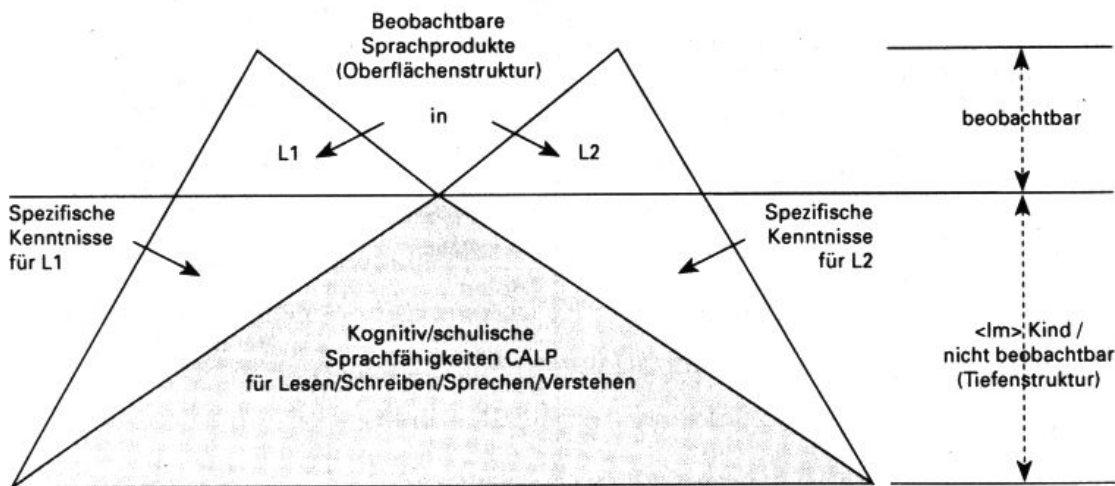 Beobachtbare
Sprachprodukte
(Oberflächenstruktur)
in
L1
L2
beobachtbar
Spezifische
Kenntnisse
für L1
Spezifische
Kenntnisse
für L2
Kognitiv/schulische
Sprachfähigkeiten CALP
für Lesen/Schreiben/Sprechen/Verstehen
<Im> Kind /
nicht beobachtbar
(Tiefenstruktur)